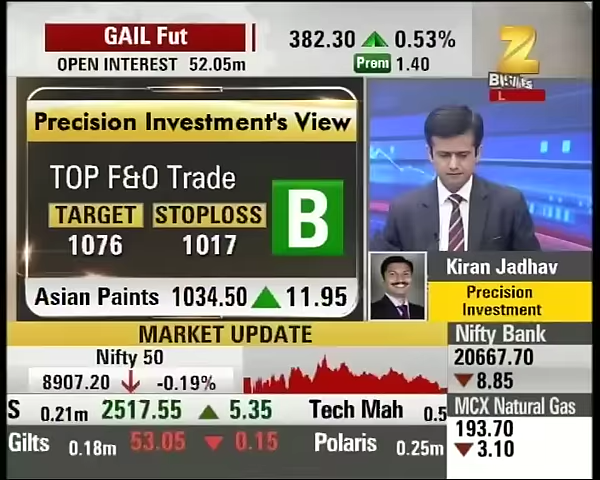 GAIL Fut
382.30 0.53%
OPEN INTEREST 52.05m
Prem 1.40
Z
L
Precision Investment's View
TOP F&O Trade
TARGET STOPLOSS
1076 1017
B
Asian Paints 1034.50 11.95
Kiran Jadhav
Precision
Investment
MARKET UPDATE
Nifty 50
8907.20 -0.19%
Nifty Bank
20667.70
8.85
S 0.21m 2517.55 5.35 Tech Mah 0.5
MCX Natural Gas
193.70
3.10
Gilts 0.18m 53.05 0.15 Polaris 0.25m